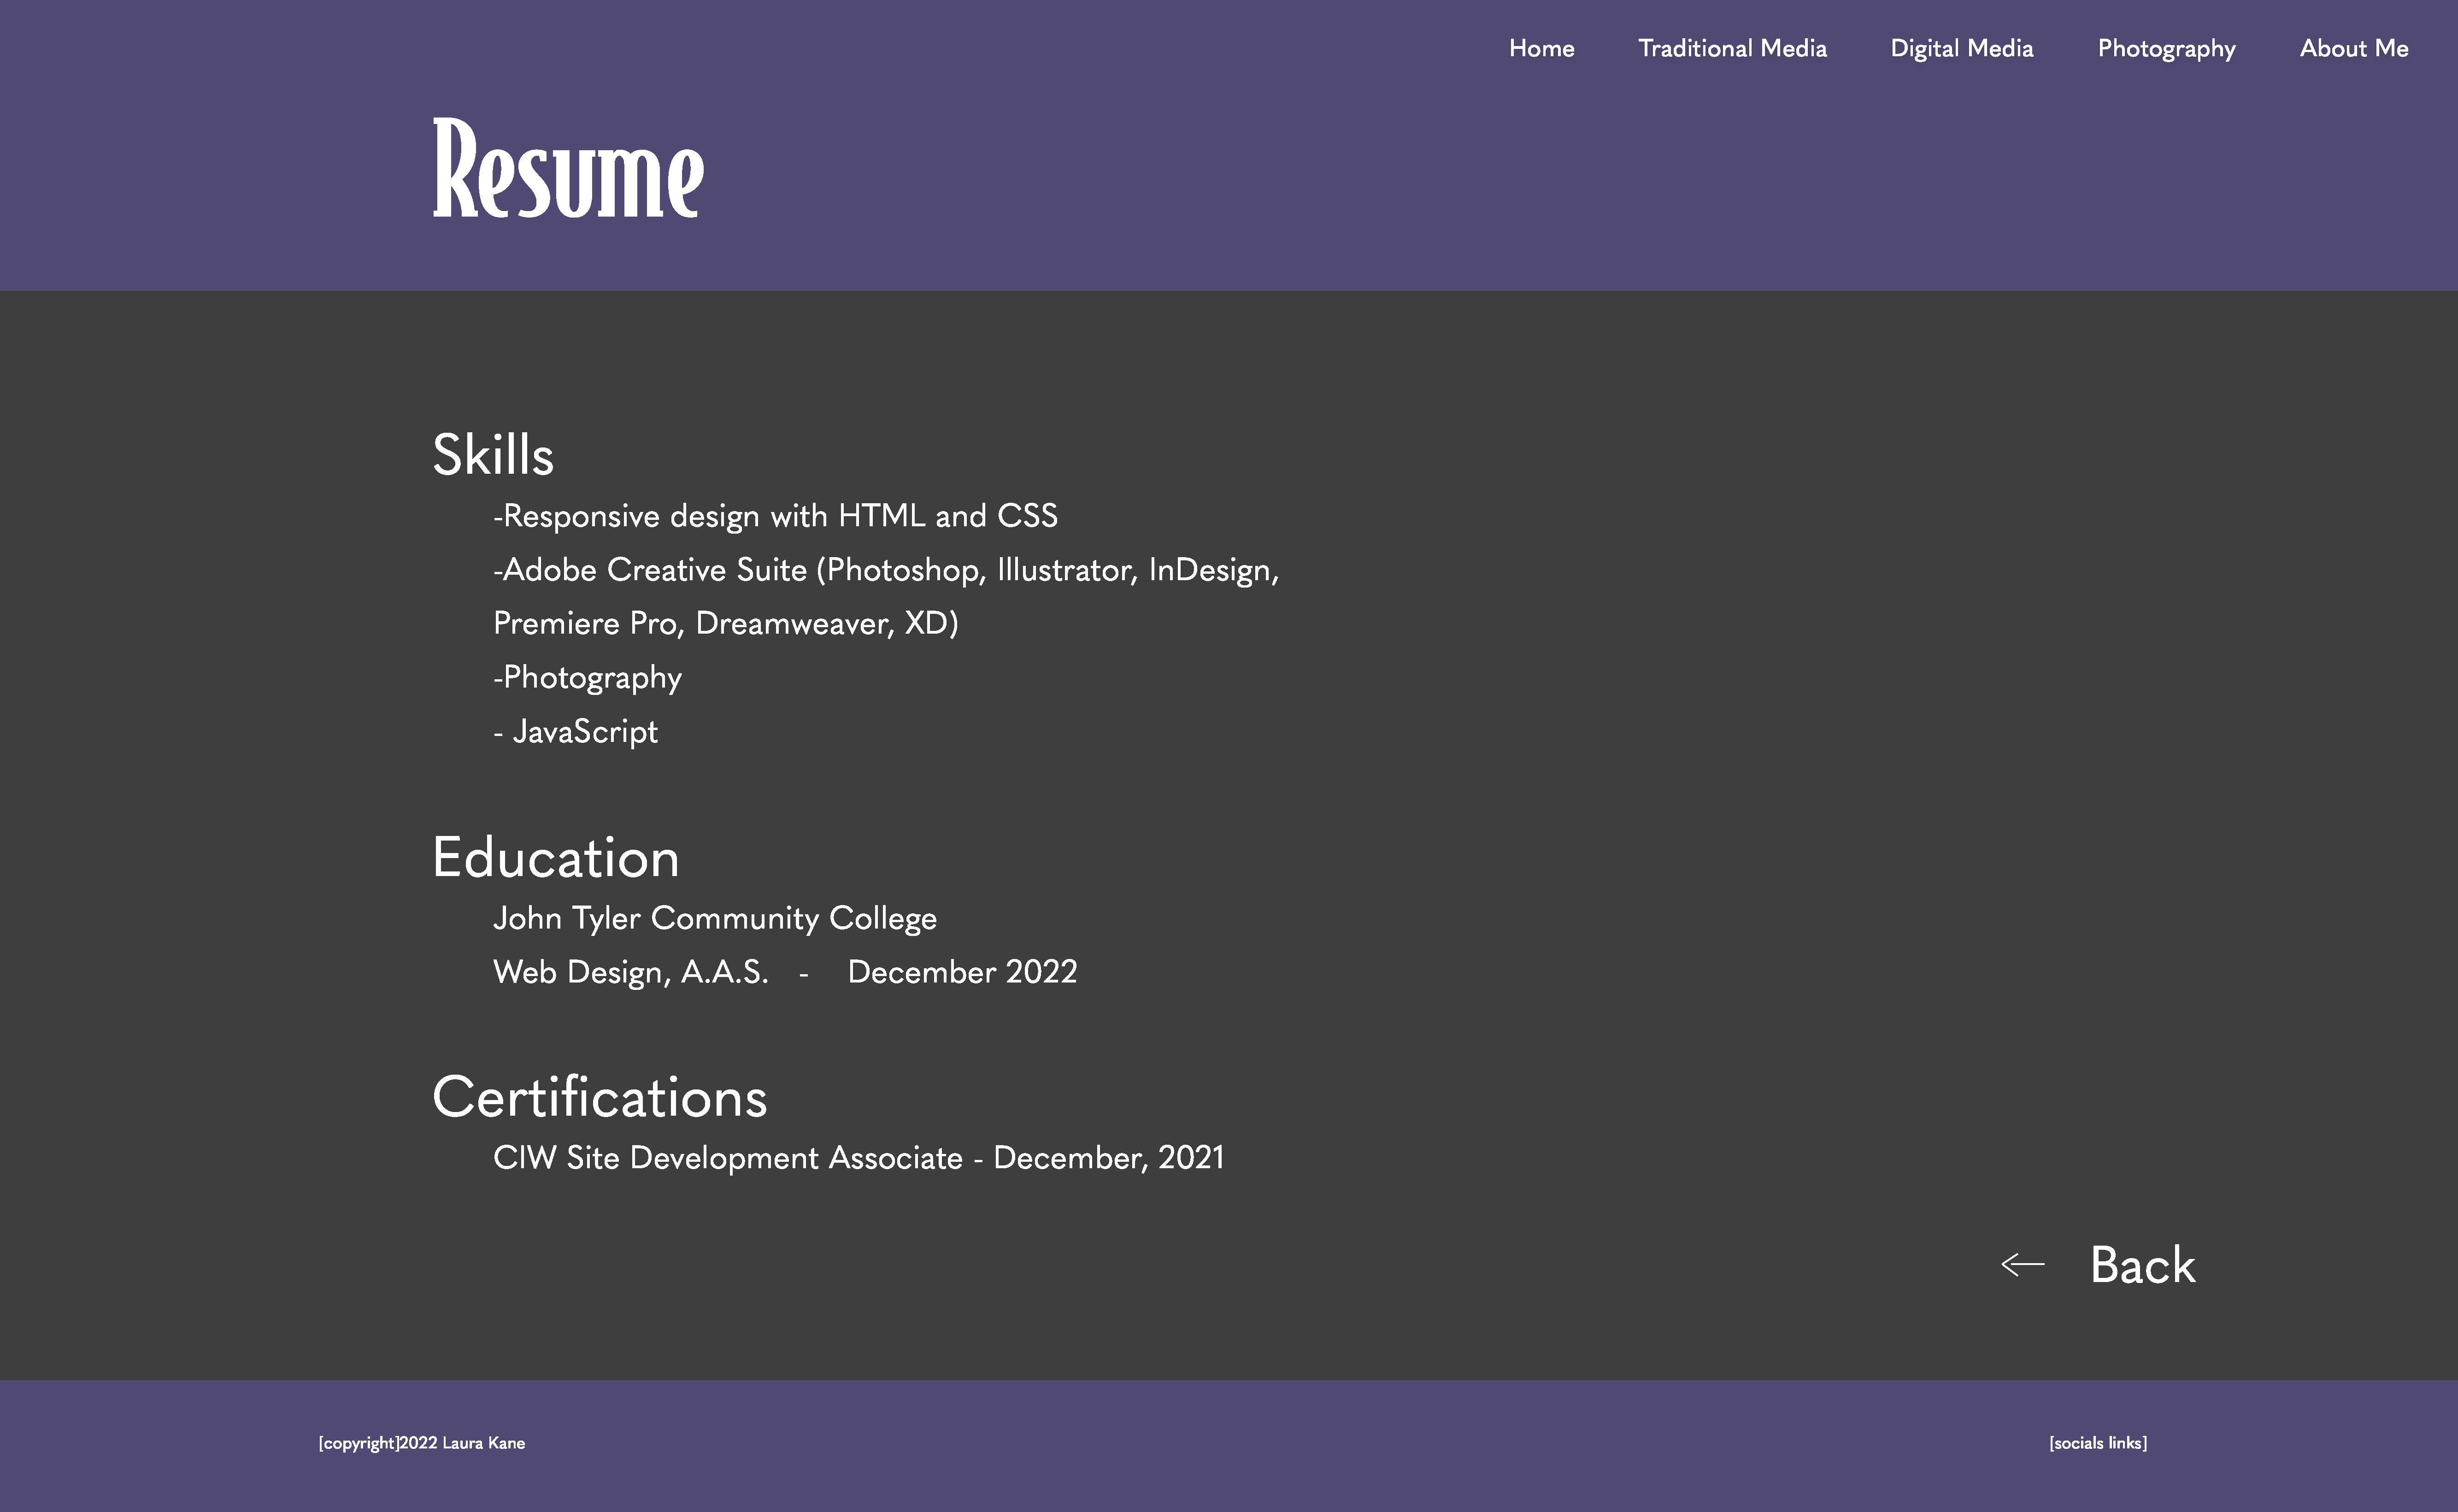 Home Traditional Media Digital Media Photography About Me
Resume
Skills
-Responsive design with HTML and CSS
-Adobe Creative Suite (Photoshop, Illustrator, InDesign,
Premiere Pro, Dreamweaver, XD)
-Photography
- JavaScript
Education
John Tyler Community College
Web Design, A.A.S. - December 2022
Certifications
CIW Site Development Associate - December, 2021
Back
[copyright]2022 Laura Kane [socials links]